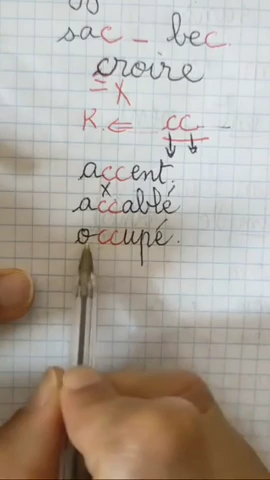 sac - bec.
croire
= X
K ⇐ cc
accent.
accablé
occupé.